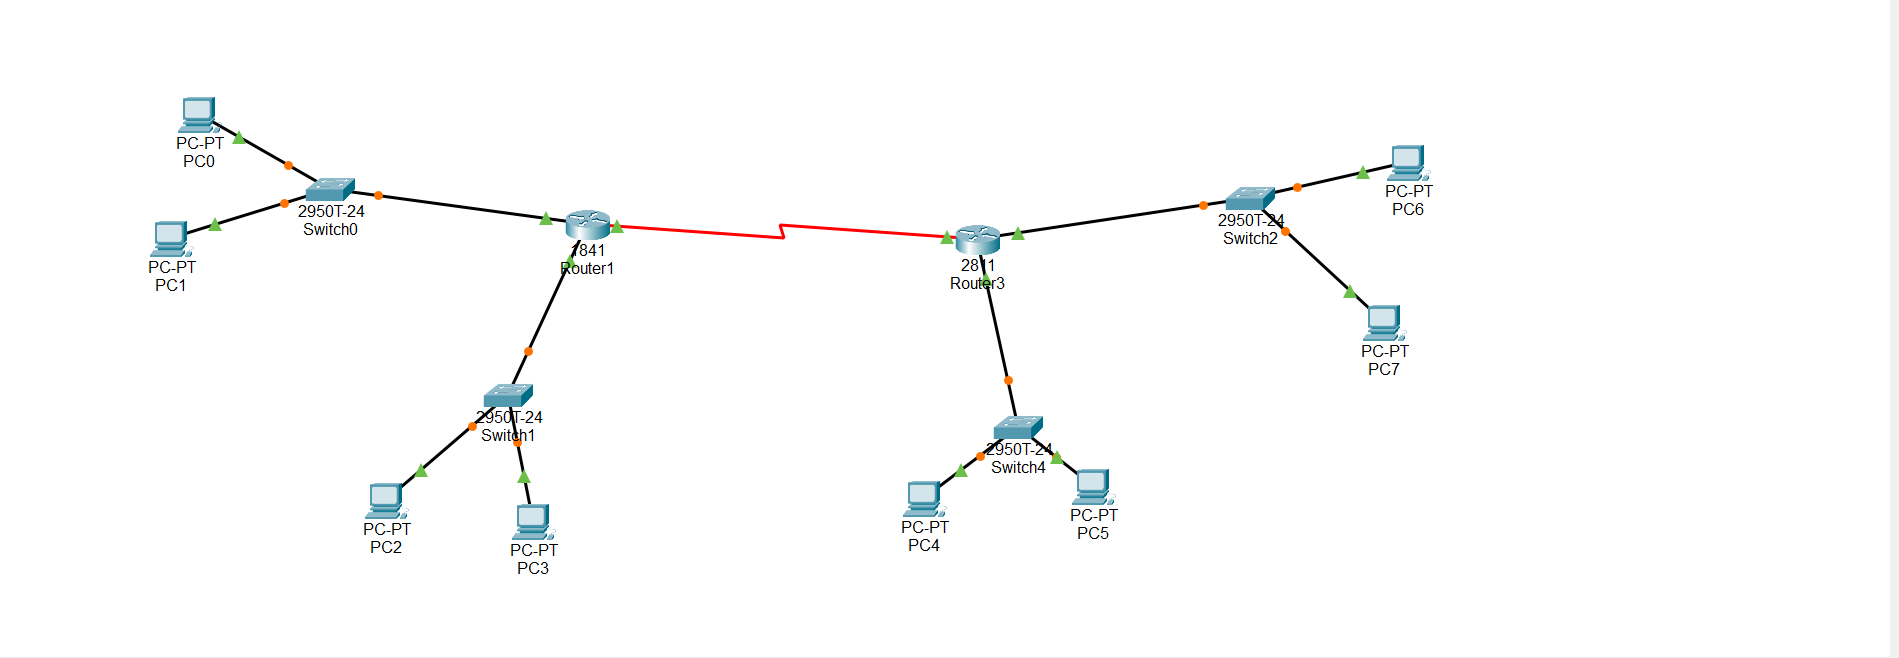 PC-PT
PC0
2950T-24
Switch0
PC-PT
PC1
1841
Router1
2811
Router3
2950T-24
Switch2
PC-PT
PC6
PC-PT
PC7
2950T-24
Switch1
PC-PT
PC2
PC-PT
PC3
2950T-24
Switch4
PC-PT
PC4
PC-PT
PC5